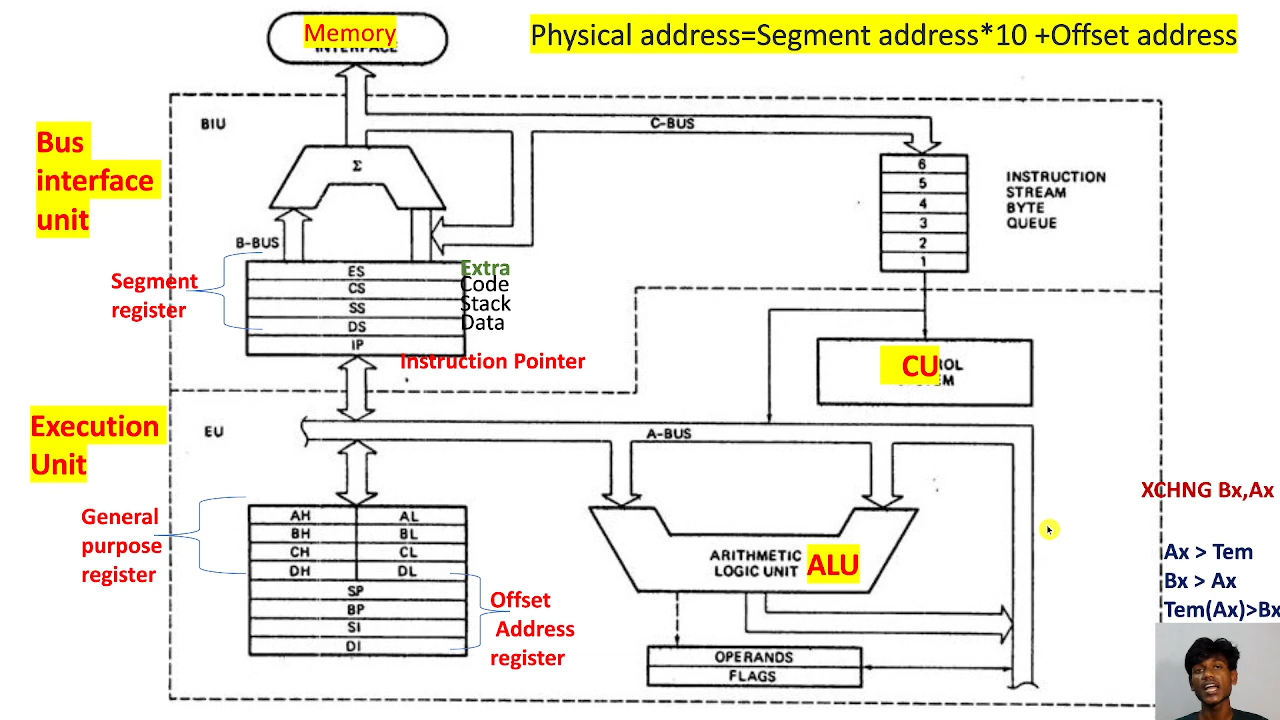 Memory
INTERFACE
Physical address=Segment address*10 +Offset address
BIU
C-BUS
Bus
interface
unit
Σ
6
5
4
3
2
1
INSTRUCTION
STREAM
BYTE
QUEUE
B-BUS
Segment
register
ES
CS
SS
DS
IP
Extra
Code
Stack
Data
Instruction Pointer
CU
Execution
Unit
EU
A-BUS
General
purpose
register
AH AL
BH BL
CH CL
DH DL
SP
BP
SI
DI
Offset
Address
register
ARITHMETIC
LOGIC UNIT
ALU
OPERANDS
FLAGS
XCHNG Bx,Ax
Ax > Tem
Bx > Ax
Tem(Ax)>Bx